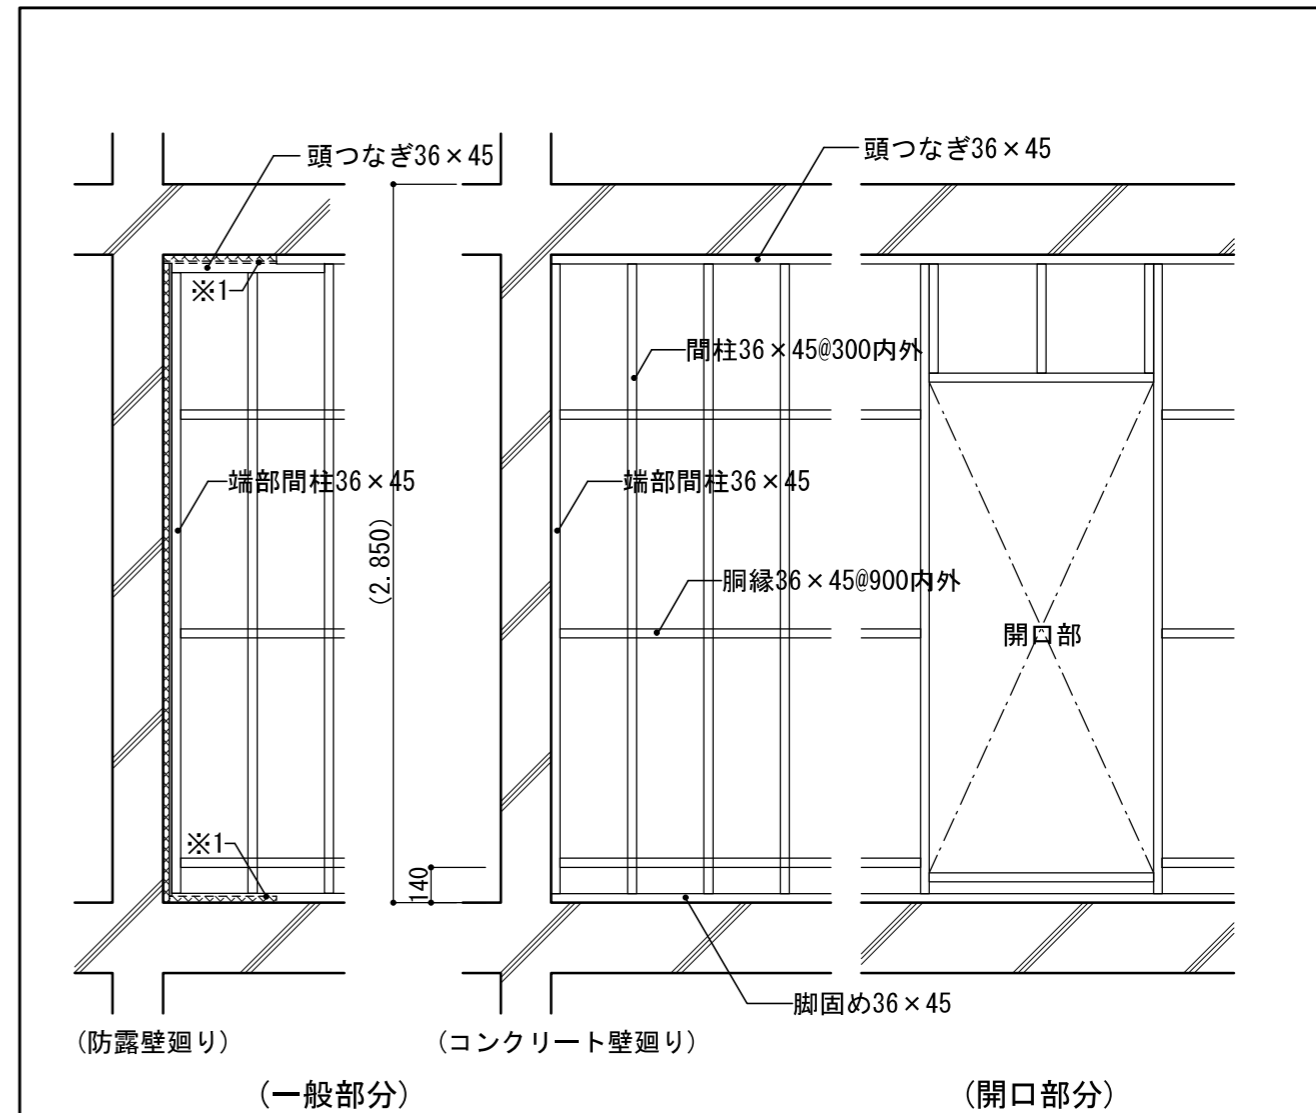 頭つなぎ36×45
頭つなぎ36×45
※1
間柱36×45@300内外
端部間柱36×45
端部間柱36×45
(2.850)
胴縁36×45@900内外
開口部
※1
140
脚固め36×45
(防露壁廻り)
(コンクリート壁廻り)
(一般部分)
(開口部分)